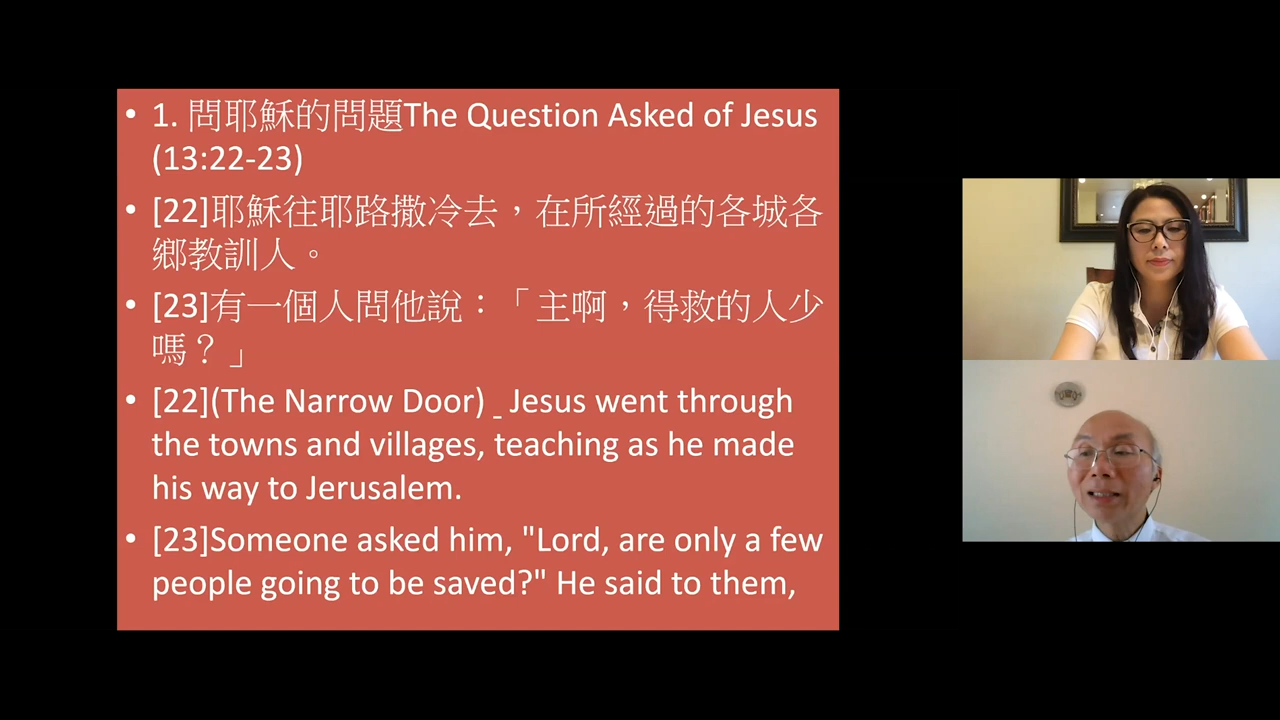 • 1. 問耶穌的問題The Question Asked of Jesus
(13:22-23)
• [22]耶穌往耶路撒冷去，在所經過的各城各
鄉教訓人。
• [23]有一個人問他說：「主啊，得救的人少
嗎？」
• [22](The Narrow Door) _ Jesus went through
the towns and villages, teaching as he made
his way to Jerusalem.
• [23]Someone asked him, "Lord, are only a few
people going to be saved?" He said to them,